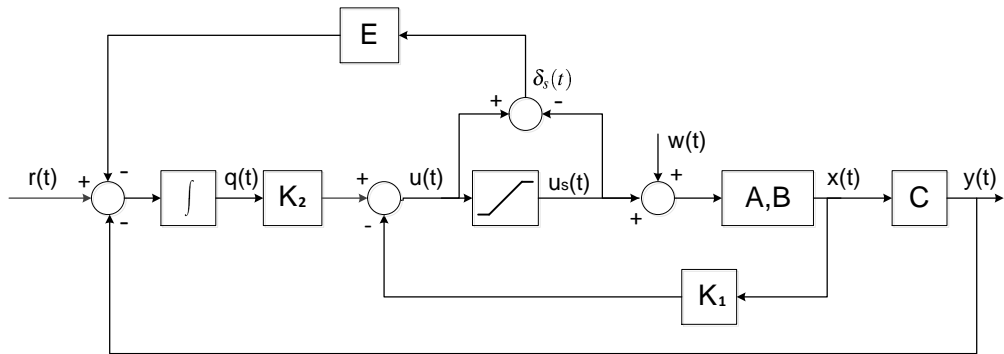 E
δₛ(t)
+ -
w(t)
r(t) + - - ∫ q(t) K₂ + - u(t) uₛ(t) + + A,B x(t) C y(t)
K₁